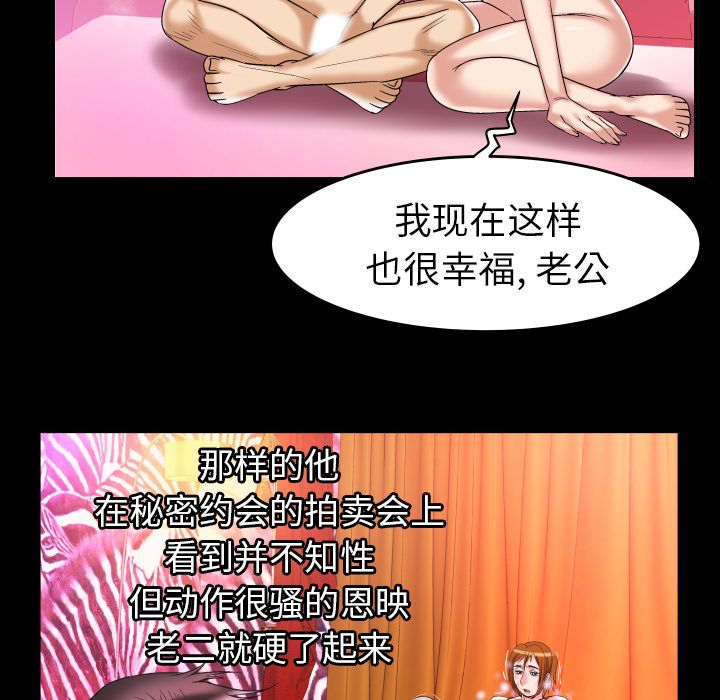 我现在这样
也很幸福, 老公
那样的他
在秘密约会的拍卖会上
看到并不知性
但动作很骚的恩映
老二就硬了起来